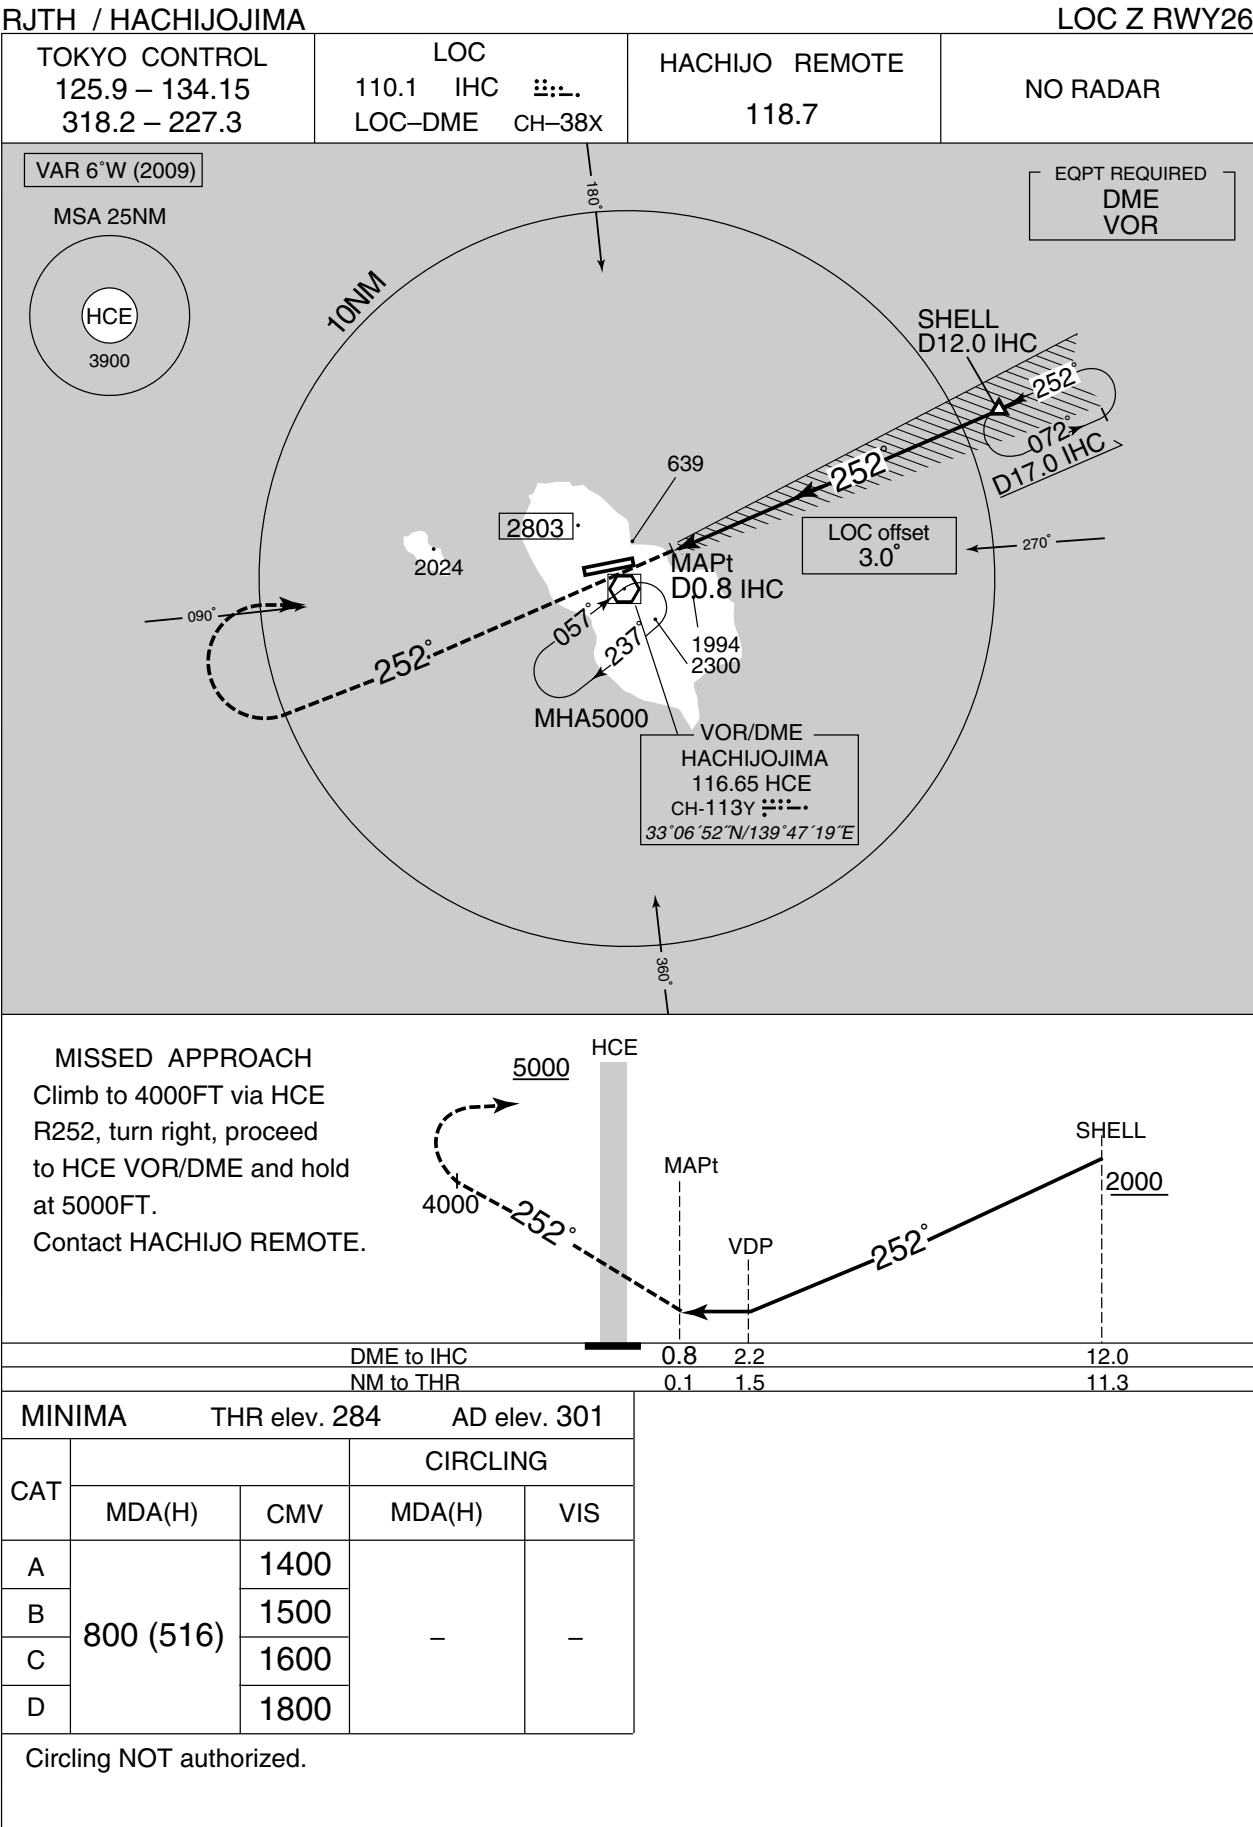 RJTH / HACHIJOJIMA
LOC Z RWY26
TOKYO CONTROL
125.9 – 134.15
318.2 – 227.3
LOC
110.1 IHC
LOC–DME CH–38X
HACHIJO REMOTE
118.7
NO RADAR
VAR 6°W (2009)
MSA 25NM
HCE
3900
EQPT REQUIRED
DME
VOR
180°
10NM
SHELL
D12.0 IHC
252°
072°
D17.0 IHC
252°
639
2803
2024
LOC offset
3.0°
270°
MAPt
D0.8 IHC
090°
057°
237°
252°
1994
2300
MHA5000
VOR/DME
HACHIJOJIMA
116.65 HCE
CH-113Y
33°06´52˝N/139°47´19˝E
360°
MISSED APPROACH
Climb to 4000FT via HCE
R252, turn right, proceed
to HCE VOR/DME and hold
at 5000FT.
Contact HACHIJO REMOTE.
HCE
5000
4000
252°
MAPt
VDP
252°
SHELL
2000
DME to IHC 0.8 2.2 12.0
NM to THR 0.1 1.5 11.3
MINIMA THR elev. 284 AD elev. 301
CAT
CIRCLING
MDA(H) CMV MDA(H) VIS
A 1400
B 1500
800 (516) – –
C 1600
D 1800
Circling NOT authorized.